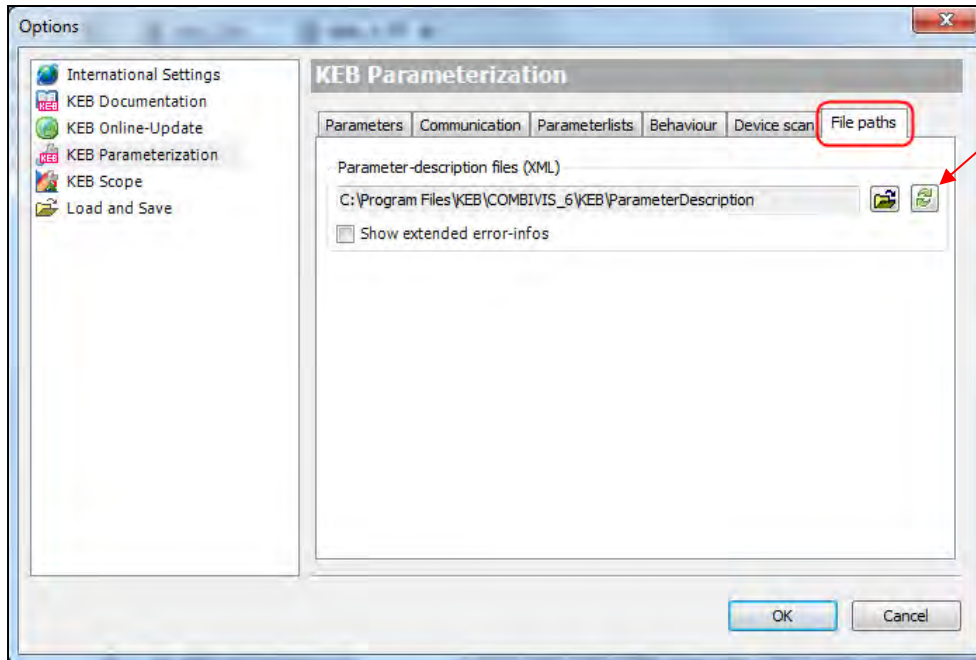 Options
International Settings
KEB Documentation
KEB Online-Update
KEB Parameterization
KEB Scope
Load and Save
KEB Parameterization
Parameters Communication Parameterlists Behaviour Device scan File paths
Parameter-description files (XML)
C:\Program Files\KEB\COMBIVIS_6\KEB\ParameterDescription
Show extended error-infos
OK Cancel